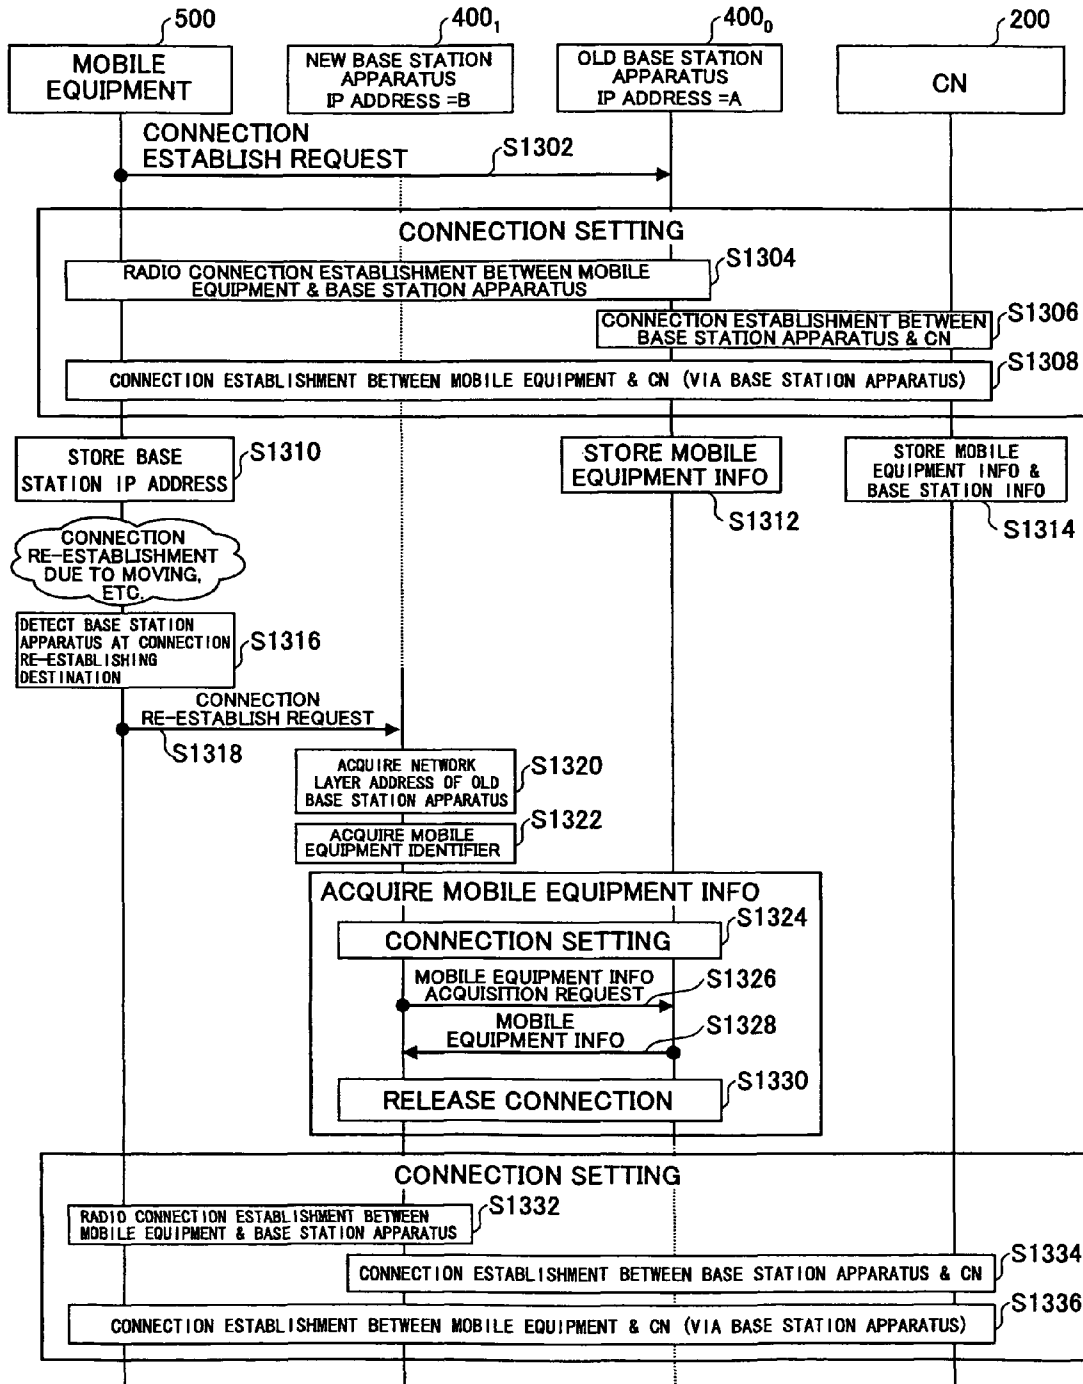 500
400₁
400₀
200
MOBILE
EQUIPMENT
NEW BASE STATION
APPARATUS
IP ADDRESS =B
OLD BASE STATION
APPARATUS
IP ADDRESS =A
CN
CONNECTION
ESTABLISH REQUEST
S1302
CONNECTION SETTING
RADIO CONNECTION ESTABLISHMENT BETWEEN MOBILE
EQUIPMENT & BASE STATION APPARATUS
S1304
CONNECTION ESTABLISHMENT BETWEEN
BASE STATION APPARATUS & CN
S1306
CONNECTION ESTABLISHMENT BETWEEN MOBILE EQUIPMENT & CN (VIA BASE STATION APPARATUS)
S1308
STORE BASE
STATION IP ADDRESS
S1310
STORE MOBILE
EQUIPMENT INFO
S1312
STORE MOBILE
EQUIPMENT INFO &
BASE STATION INFO
S1314
CONNECTION
RE-ESTABLISHMENT
DUE TO MOVING,
ETC.
DETECT BASE STATION
APPARATUS AT CONNECTION
RE-ESTABLISHING
DESTINATION
S1316
CONNECTION
RE-ESTABLISH REQUEST
S1318
ACQUIRE NETWORK
LAYER ADDRESS OF OLD
BASE STATION APPARATUS
S1320
ACQUIRE MOBILE
EQUIPMENT IDENTIFIER
S1322
ACQUIRE MOBILE EQUIPMENT INFO
CONNECTION SETTING
S1324
MOBILE EQUIPMENT INFO
ACQUISITION REQUEST
S1326
MOBILE
EQUIPMENT INFO
S1328
RELEASE CONNECTION
S1330
CONNECTION SETTING
RADIO CONNECTION ESTABLISHMENT BETWEEN
MOBILE EQUIPMENT & BASE STATION APPARATUS
S1332
CONNECTION ESTABLISHMENT BETWEEN BASE STATION APPARATUS & CN
S1334
CONNECTION ESTABLISHMENT BETWEEN MOBILE EQUIPMENT & CN (VIA BASE STATION APPARATUS)
S1336